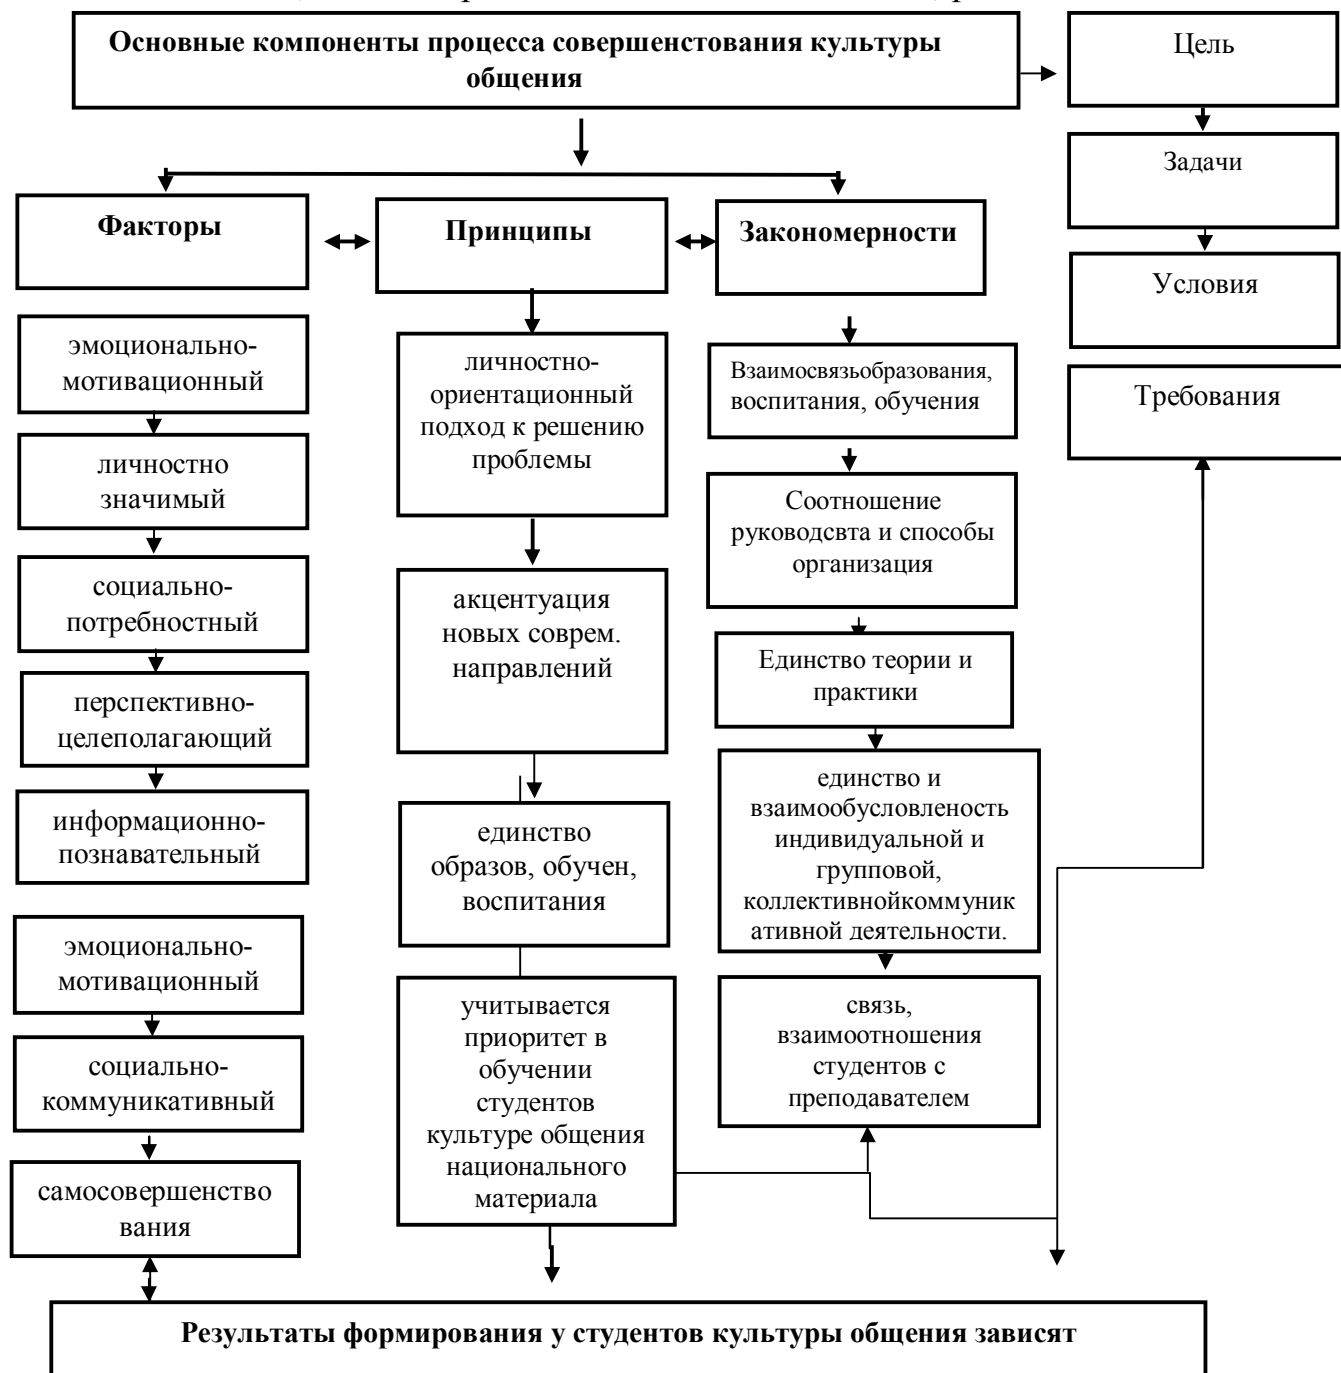 Основные компоненты процесса совершенстования культуры
общения
Цель
Задачи
Условия
Требования
Факторы
Принципы
Закономерности
эмоционально-
мотивационный
личностно
значимый
социально-
потребностный
перспективно-
целеполагающий
информационно-
познавательный
эмоционально-
мотивационный
социально-
коммуникативный
самосовершенство
вания
личностно-
ориентационный
подход к решению
проблемы
акцентуация
новых соврем.
направлений
единство
образов, обучен,
воспитания
учитывается
приоритет в
обучении
студентов
культуре общения
национального
материала
Взаимосвязьобразования,
воспитания, обучения
Соотношение
руководсвта и способы
организация
Единство теории и
практики
единство и
взаимообусловленость
индивидуальной и
групповой,
коллективнойкоммуник
ативной деятельности.
связь,
взаимоотношения
студентов с
преподавателем
Результаты формирования у студентов культуры общения зависят